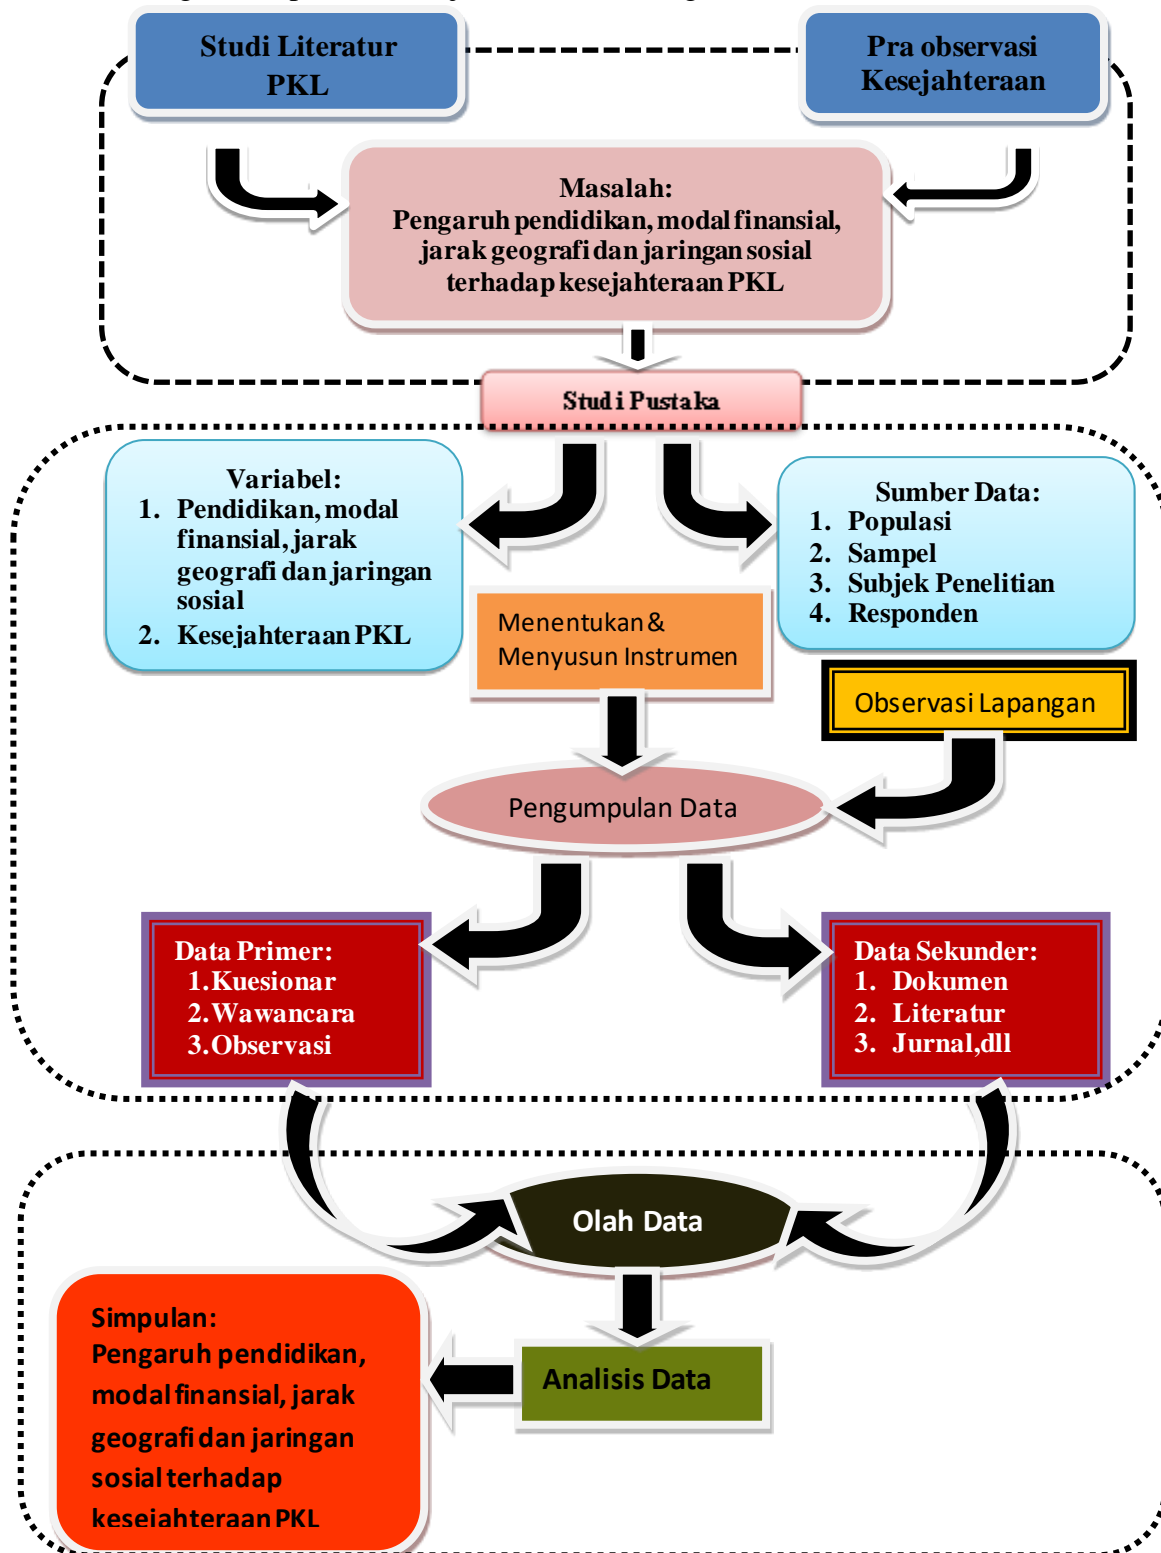 Studi Literatur
PKL
Pra observasi
Kesejahteraan
Masalah:
Pengaruh pendidikan, modal finansial,
jarak geografi dan jaringan sosial
terhadap kesejahteraan PKL
Studi Pustaka
Variabel:
1. Pendidikan, modal
finansial, jarak
geografi dan jaringan
sosial
2. Kesejahteraan PKL
Sumber Data:
1. Populasi
2. Sampel
3. Subjek Penelitian
4. Responden
Menentukan &
Menyusun Instrumen
Observasi Lapangan
Pengumpulan Data
Data Primer:
1. Kuesionar
2. Wawancara
3. Observasi
Data Sekunder:
1. Dokumen
2. Literatur
3. Jurnal,dll
Olah Data
Analisis Data
Simpulan:
Pengaruh pendidikan,
modal finansial, jarak
geografi dan jaringan
sosial terhadap
kesejahteraan PKL